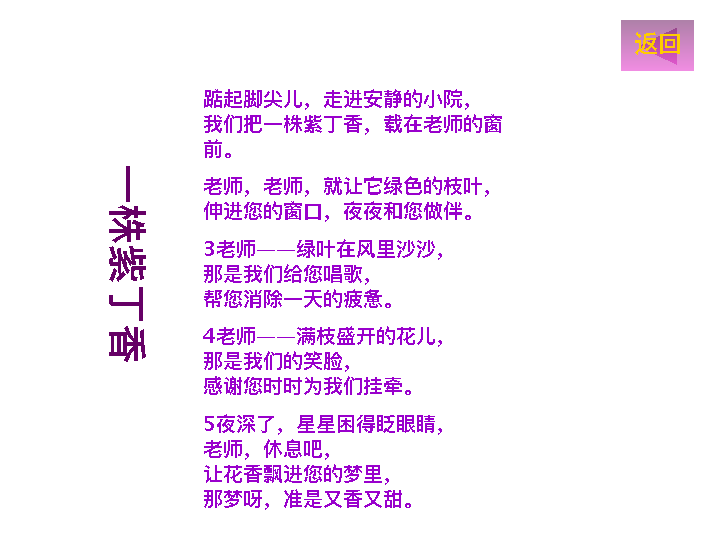 返回
一株紫丁香
踮起脚尖儿，走进安静的小院，
我们把一株紫丁香，载在老师的窗
前。
老师，老师，就让它绿色的枝叶，
伸进您的窗口，夜夜和您做伴。
3老师——绿叶在风里沙沙，
那是我们给您唱歌，
帮您消除一天的疲惫。
4老师——满枝盛开的花儿，
那是我们的笑脸，
感谢您时时为我们挂牵。
5夜深了，星星困得眨眼睛，
老师，休息吧，
让花香飘进您的梦里，
那梦呀，准是又香又甜。